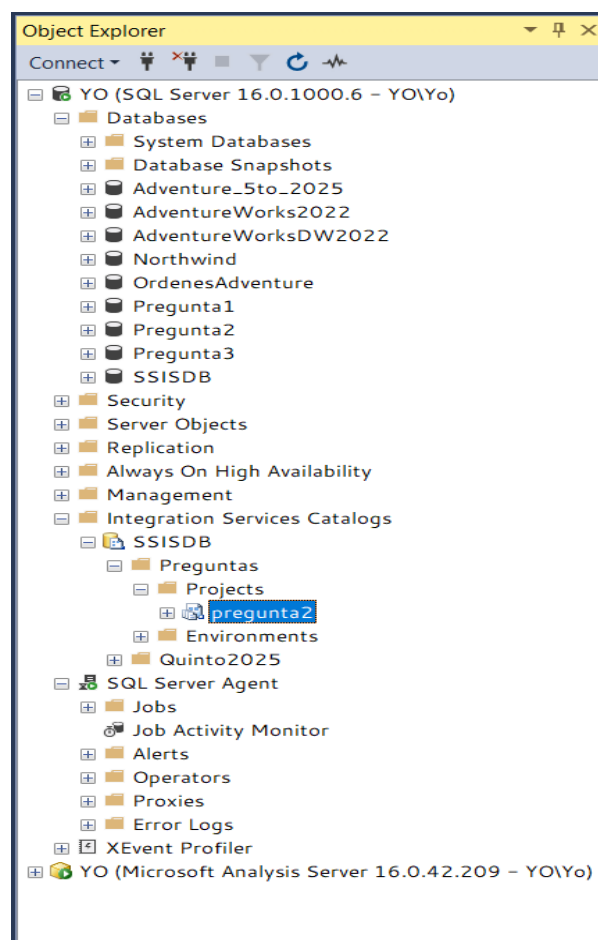 Object Explorer
Connect
YO (SQL Server 16.0.1000.6 - YO\Yo)
Databases
System Databases
Database Snapshots
Adventure_5to_2025
AdventureWorks2022
AdventureWorksDW2022
Northwind
OrdenesAdventure
Pregunta1
Pregunta2
Pregunta3
SSISDB
Security
Server Objects
Replication
Always On High Availability
Management
Integration Services Catalogs
SSISDB
Preguntas
Projects
pregunta2
Environments
Quinto2025
SQL Server Agent
Jobs
Job Activity Monitor
Alerts
Operators
Proxies
Error Logs
XEvent Profiler
YO (Microsoft Analysis Server 16.0.42.209 - YO\Yo)